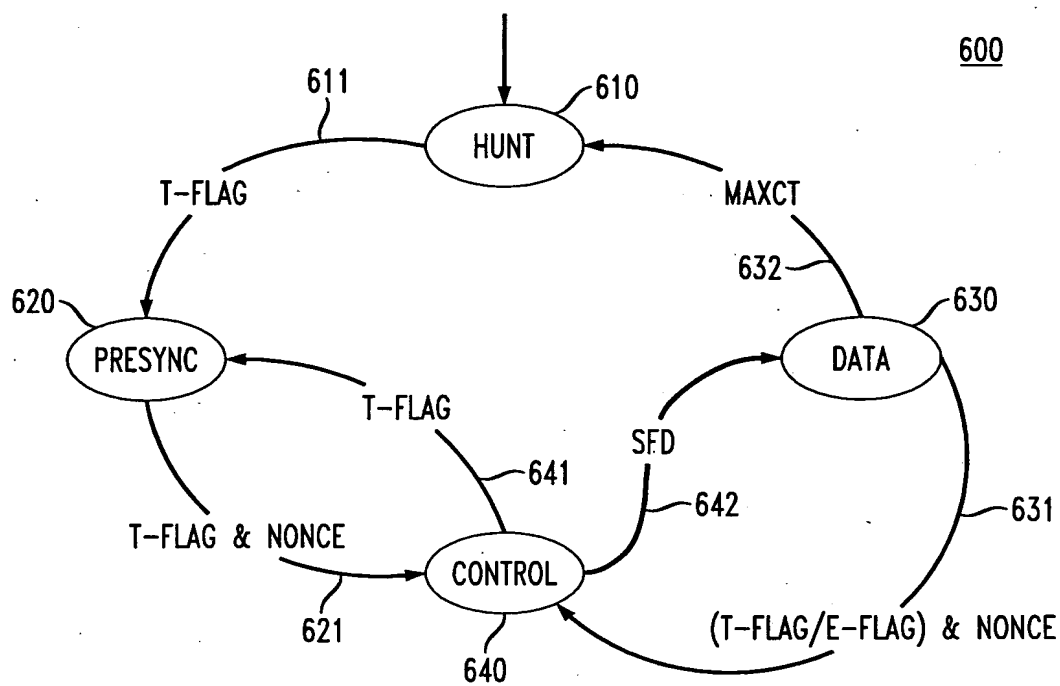 600
611
610
HUNT
T-FLAG
MAXCT
632
620
630
PRESYNC
DATA
T-FLAG
SFD
641
642
631
T-FLAG & NONCE
CONTROL
621
(T-FLAG/E-FLAG) & NONCE
640